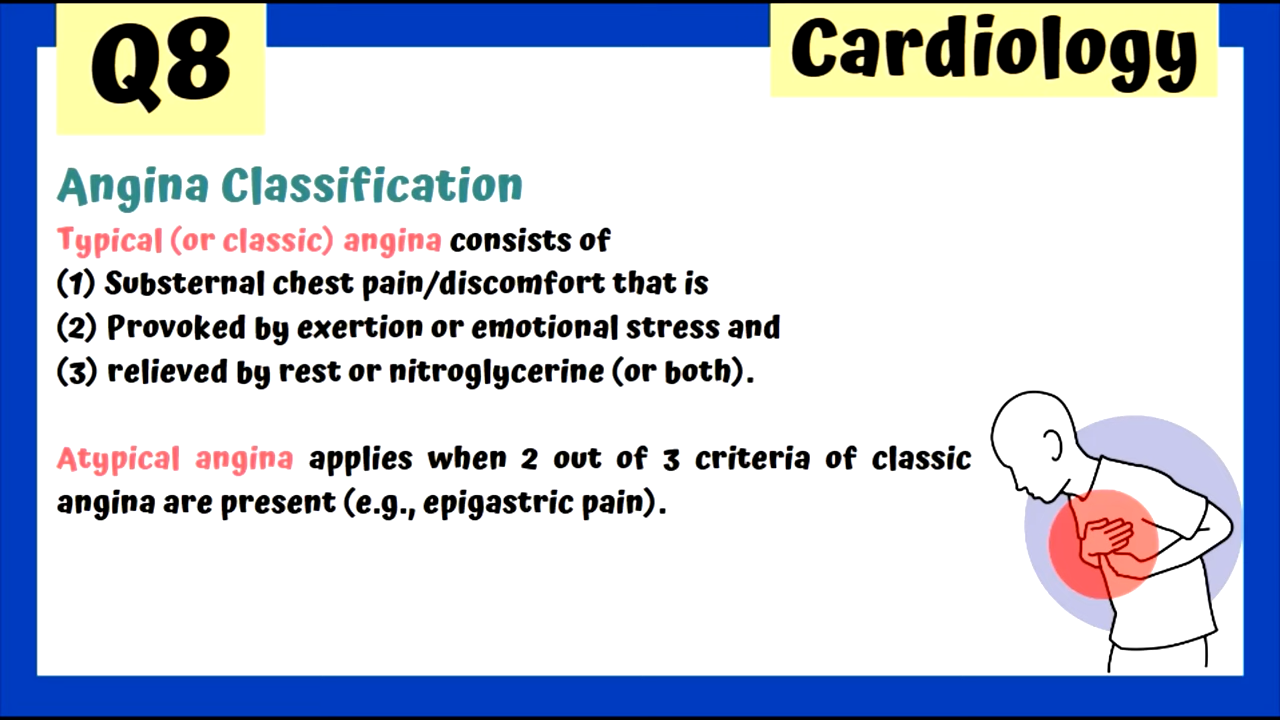 Q8
Cardiology
Angina Classification
Typical (or classic) angina consists of
(1) Substernal chest pain/discomfort that is
(2) Provoked by exertion or emotional stress and
(3) relieved by rest or nitroglycerine (or both).
Atypical angina applies when 2 out of 3 criteria of classic
angina are present (e.g., epigastric pain).